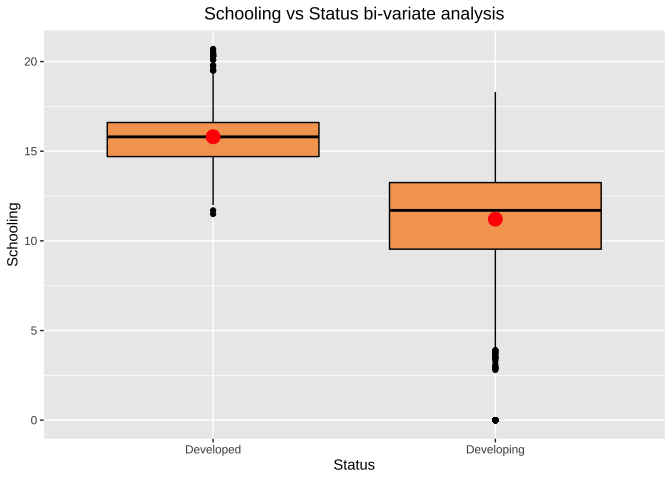 Schooling vs Status bi-variate analysis
20
15
10
5
0
Schooling
Developed
Developing
Status